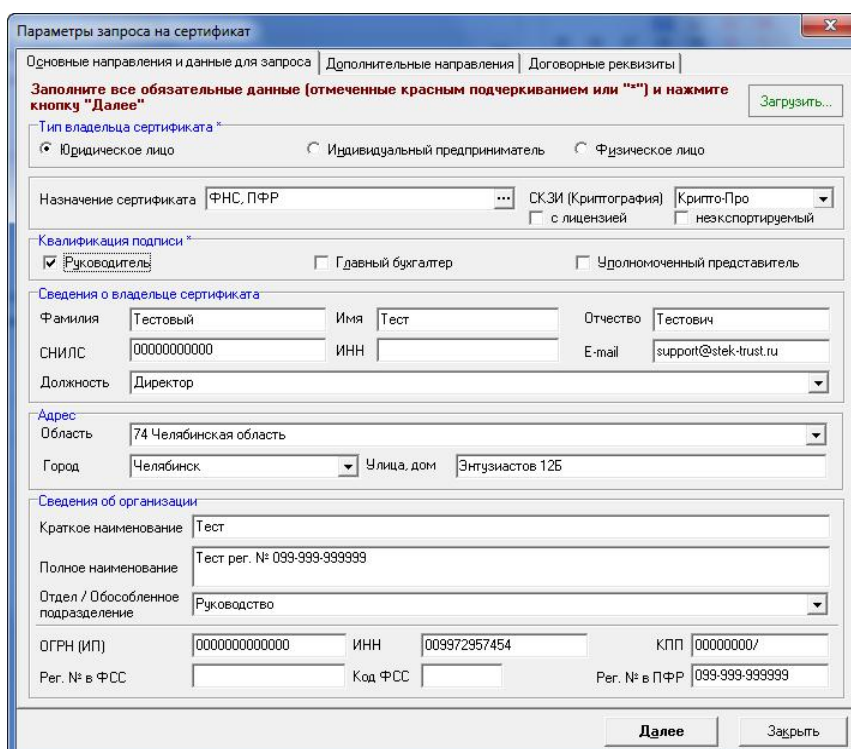 Параметры запроса на сертификат
Основные направления и данные для запроса Дополнительные направления Договорные реквизиты
Заполните все обязательные данные (отмеченные красным подчеркиванием или "*") и нажмите
кнопку "Далее"
Загрузить...
Тип владельца сертификата *
Юридическое лицо Индивидуальный предприниматель Физическое лицо
Назначение сертификата ФНС, ПФР ... СКЗИ (Криптография) Крипто-Про
с лицензией неэкспортируемый
Квалификация подписи *
Руководитель Главный бухгалтер Уполномоченный представитель
Сведения о владельце сертификата
Фамилия Тестовый Имя Тест Отчество Тестович
СНИЛС 00000000000 ИНН E-mail support@stek-trust.ru
Должность Директор
Адрес
Область 74 Челябинская область
Город Челябинск Улица, дом Энтузиастов 12Б
Сведения об организации
Краткое наименование Тест
Полное наименование Тест рег. № 099-999-999999
Отдел / Обособленное
подразделение Руководство
ОГРН (ИП) 0000000000000 ИНН 009972957454 КПП 00000000/
Рег. № в ФСС Код ФСС Рег. № в ПФР 099-999-999999
Далее Закрыть